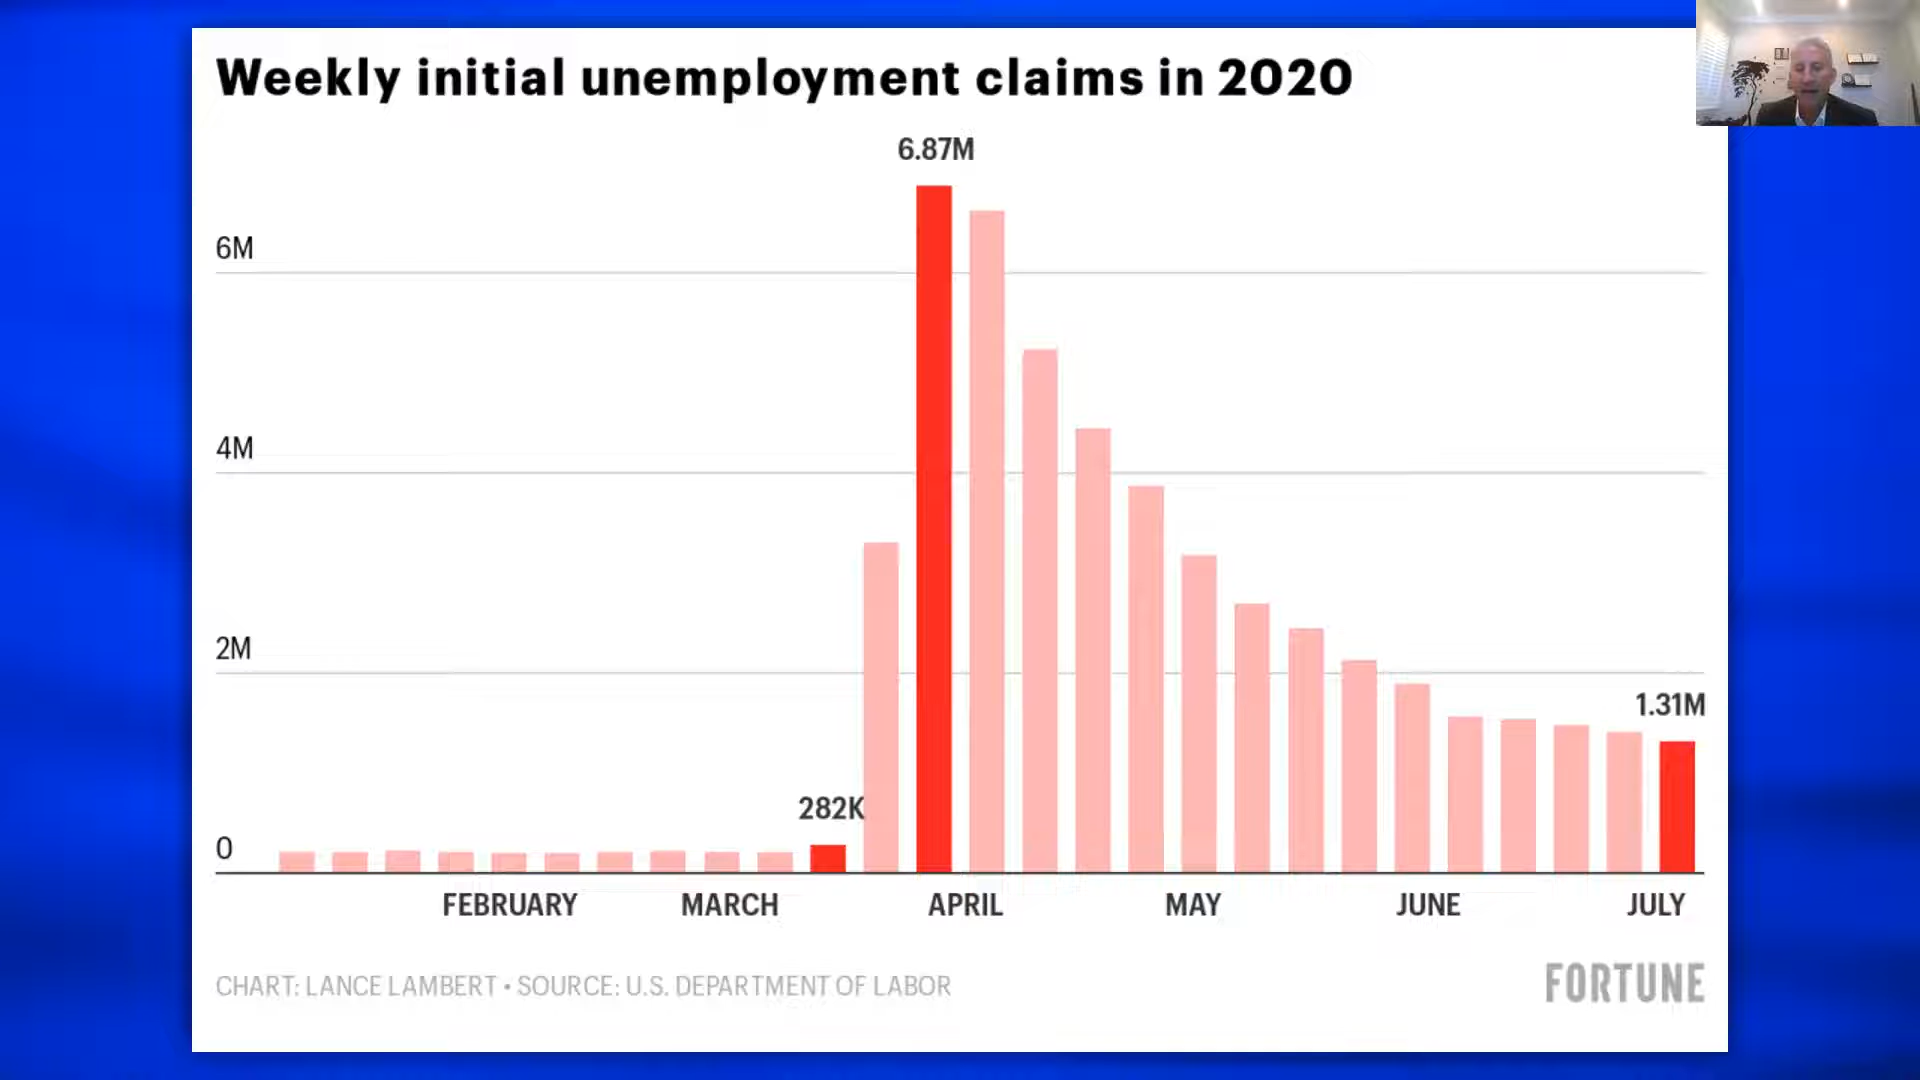 Weekly initial unemployment claims in 2020
6.87M
6M
4M
2M
1.31M
282K
0
FEBRUARY MARCH APRIL MAY JUNE JULY
CHART: LANCE LAMBERT • SOURCE: U.S. DEPARTMENT OF LABOR
FORTUNE